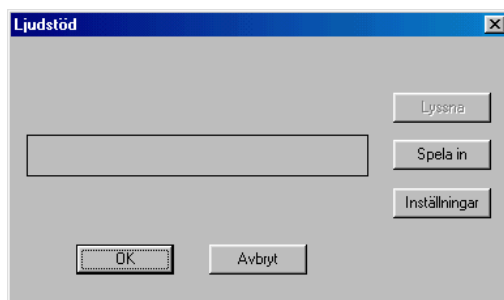 Ljudstöd
Lyssna
Spela in
Inställningar
OK
Avbryt